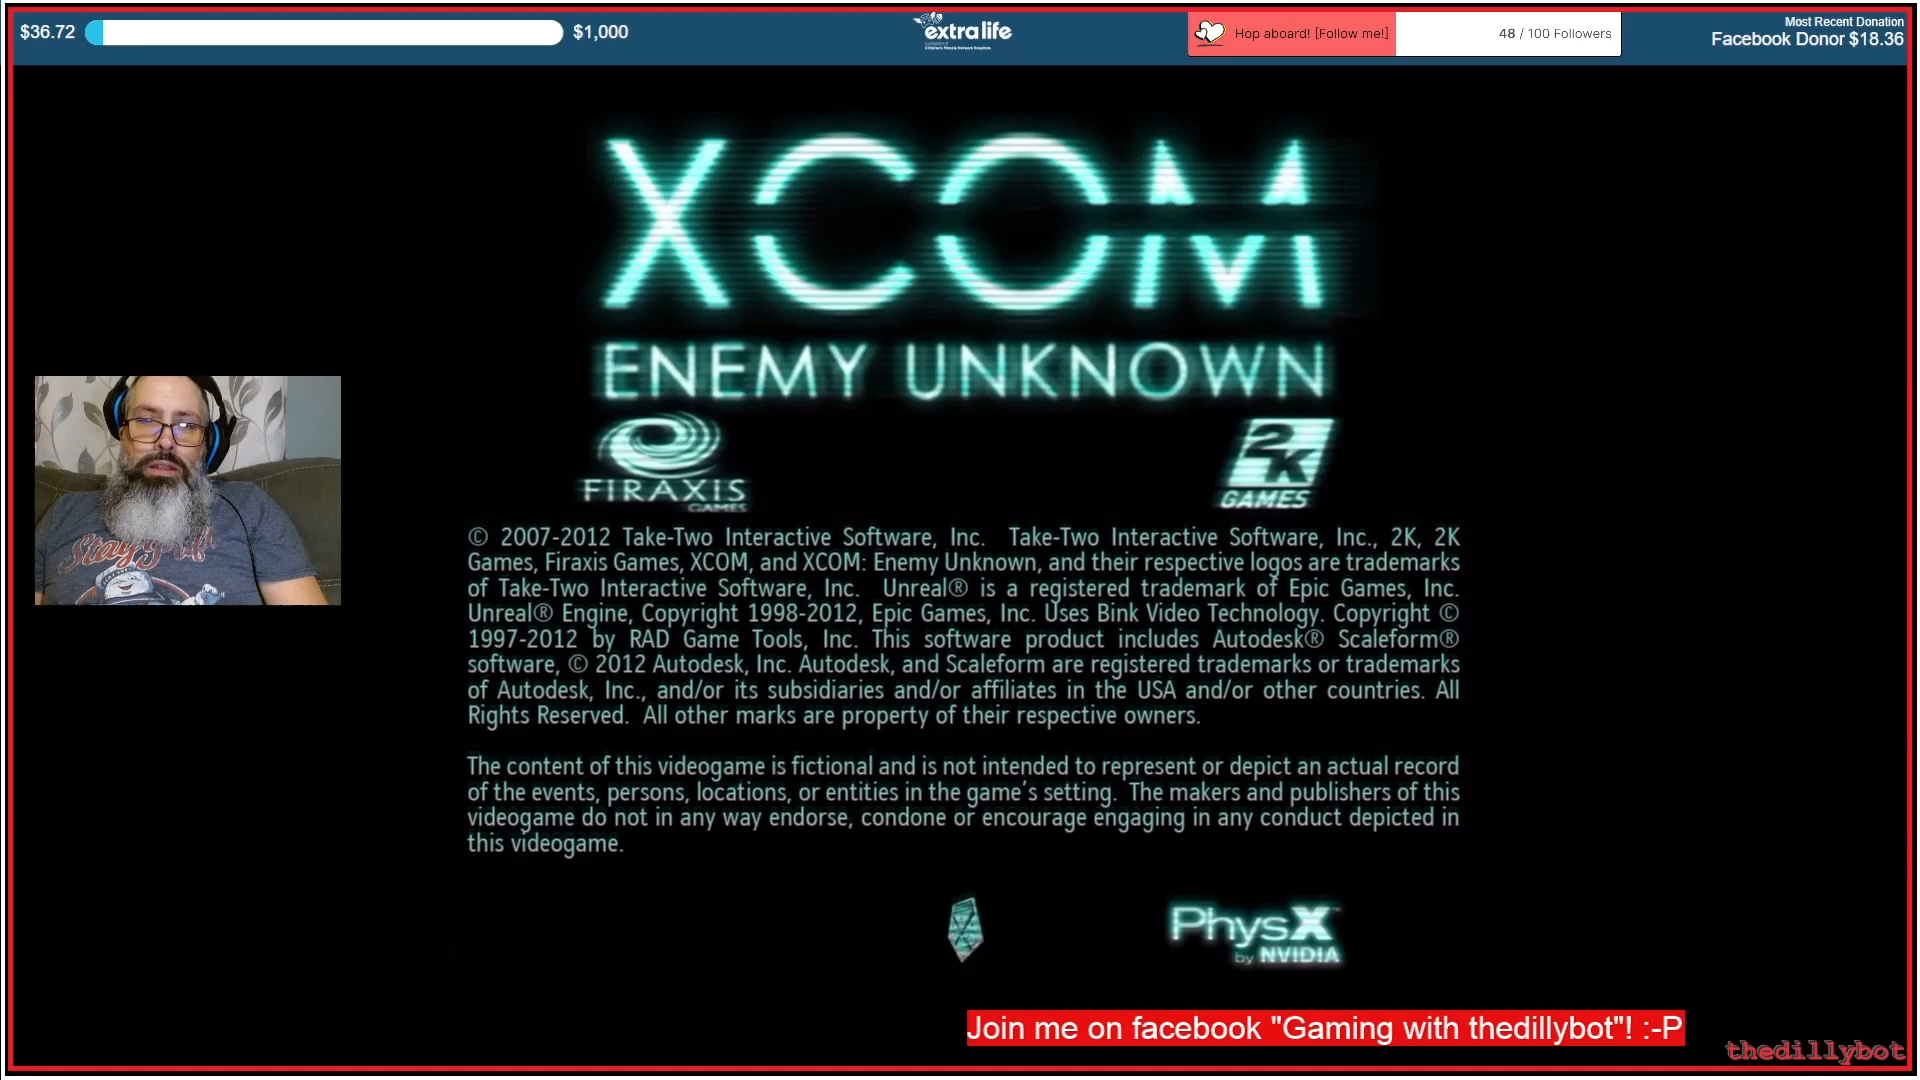 $36.72
$1,000
extralife
Hop aboard! [Follow me!]
48 / 100 Followers
Most Recent Donation
Facebook Donor $18.36
XCOM
ENEMY UNKNOWN
FIRAXIS
GAMES
2K
GAMES
Stay Puft
© 2007-2012 Take-Two Interactive Software, Inc. Take-Two Interactive Software, Inc., 2K, 2K
Games, Firaxis Games, XCOM, and XCOM: Enemy Unknown, and their respective logos are trademarks
of Take-Two Interactive Software, Inc. Unreal® is a registered trademark of Epic Games, Inc.
Unreal® Engine, Copyright 1998-2012, Epic Games, Inc. Uses Bink Video Technology. Copyright ©
1997-2012 by RAD Game Tools, Inc. This software product includes Autodesk® Scaleform®
software, © 2012 Autodesk, Inc. Autodesk, and Scaleform are registered trademarks or trademarks
of Autodesk, Inc., and/or its subsidiaries and/or affiliates in the USA and/or other countries. All
Rights Reserved. All other marks are property of their respective owners.
The content of this videogame is fictional and is not intended to represent or depict an actual record
of the events, persons, locations, or entities in the game's setting. The makers and publishers of this
videogame do not in any way endorse, condone or encourage engaging in any conduct depicted in
this videogame.
PhysX™
by NVIDIA
Join me on facebook "Gaming with thedillybot"! :-P
thedillybot